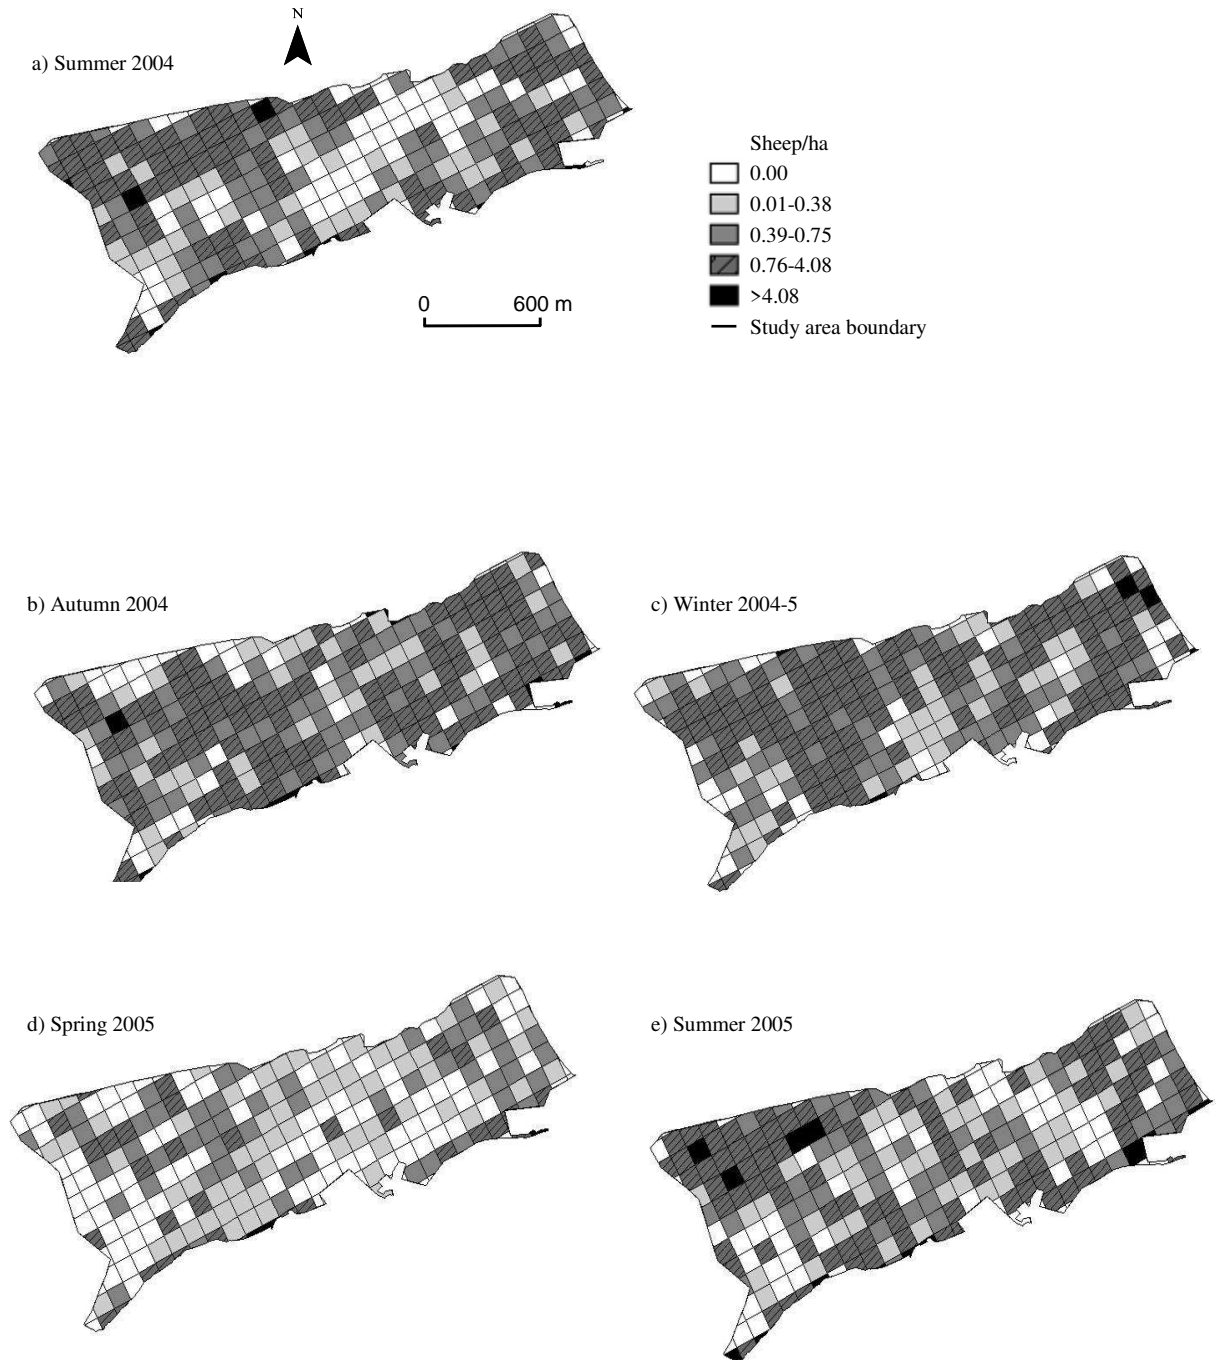 N
a) Summer 2004
Sheep/ha
0.00
0.01-0.38
0.39-0.75
0.76-4.08
>4.08
Study area boundary
0 600 m
b) Autumn 2004
c) Winter 2004-5
d) Spring 2005
e) Summer 2005